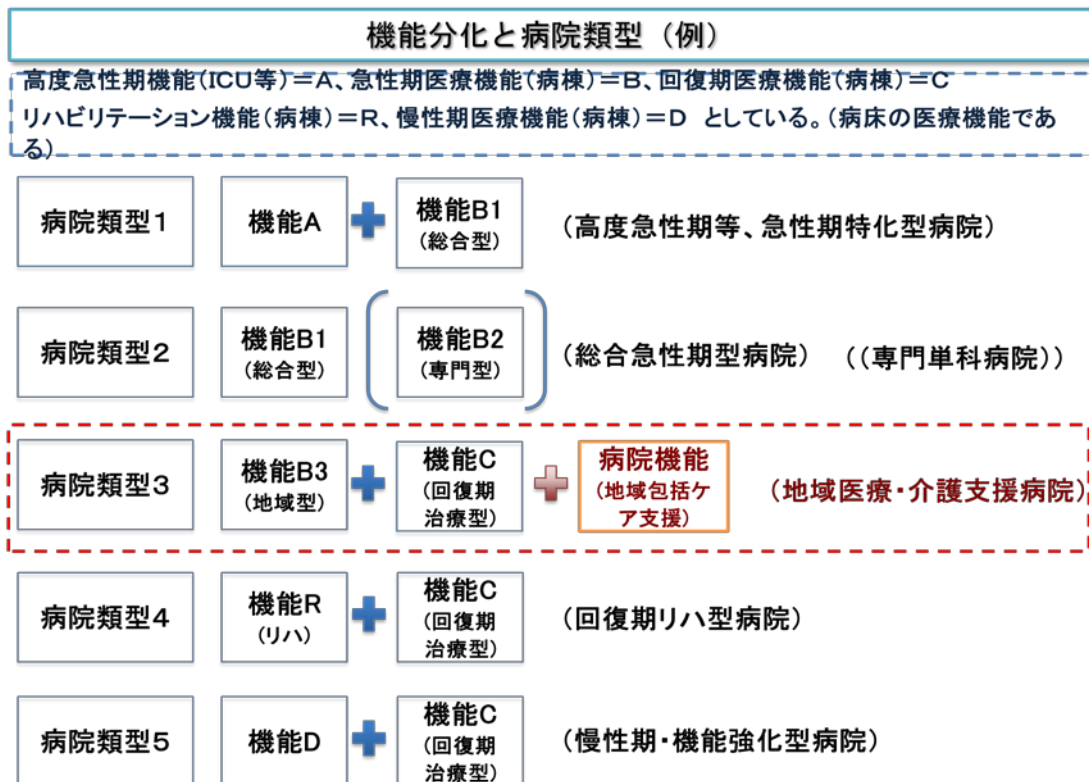 機能分化と病院類型（例）
高度急性期機能(ICU等)=A、急性期医療機能(病棟)=B、回復期医療機能(病棟)=C
リハビリテーション機能(病棟)=R、慢性期医療機能(病棟)=D としている。(病床の医療機能であ
る)
病院類型1
機能A
機能B1
(総合型)
(高度急性期等、急性期特化型病院)
病院類型2
機能B1
(総合型)
機能B2
(専門型)
(総合急性期型病院) ((専門単科病院))
病院類型3
機能B3
(地域型)
機能C
(回復期
治療型)
病院機能
(地域包括ケ
ア支援)
(地域医療・介護支援病院)
病院類型4
機能R
(リハ)
機能C
(回復期
治療型)
(回復期リハ型病院)
病院類型5
機能D
機能C
(回復期
治療型)
(慢性期・機能強化型病院)